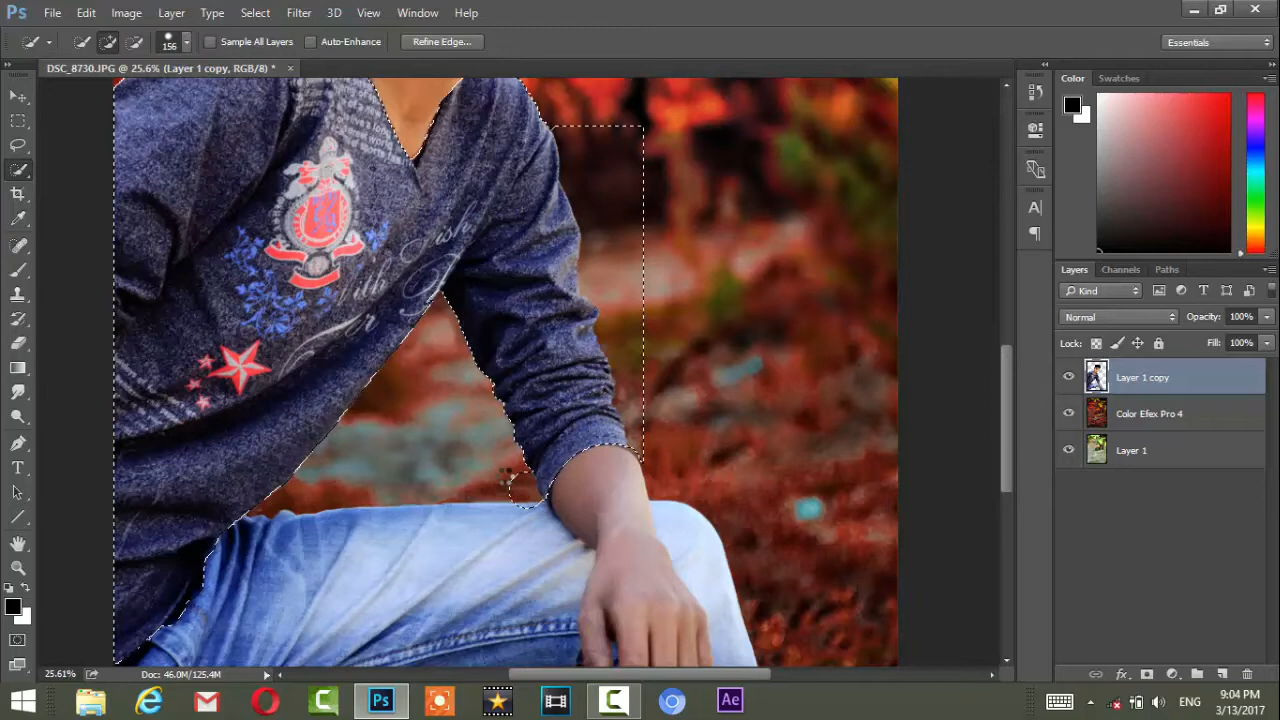 Ps File Edit Image Layer Type Select Filter 3D View Window Help
156 Sample All Layers Auto-Enhance Refine Edge... Essentials
DSC_8730.JPG @ 25.6% (Layer 1 copy, RGB/8) * ×
Color Swatches
Layers Channels Paths
Kind
Normal Opacity: 100%
Lock: Fill: 100%
Layer 1 copy
Color Efex Pro 4
Layer 1
fx
25.61% Doc: 46.0M/125.4M
Ps Ae ENG 9:04 PM
3/13/2017